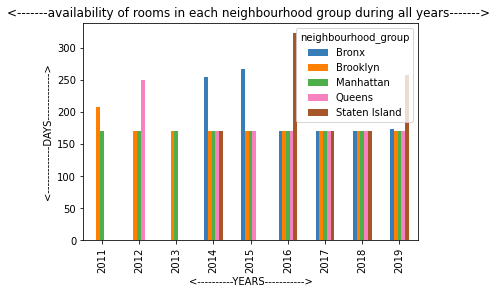 <-------availability of rooms in each neighbourhood group during all years------->
neighbourhood_group
Bronx
Brooklyn
Manhattan
Queens
Staten Island
<-----------DAYS----------->
300
250
200
150
100
50
0
2011 2012 2013 2014 2015 2016 2017 2018 2019
<----------YEARS----------->